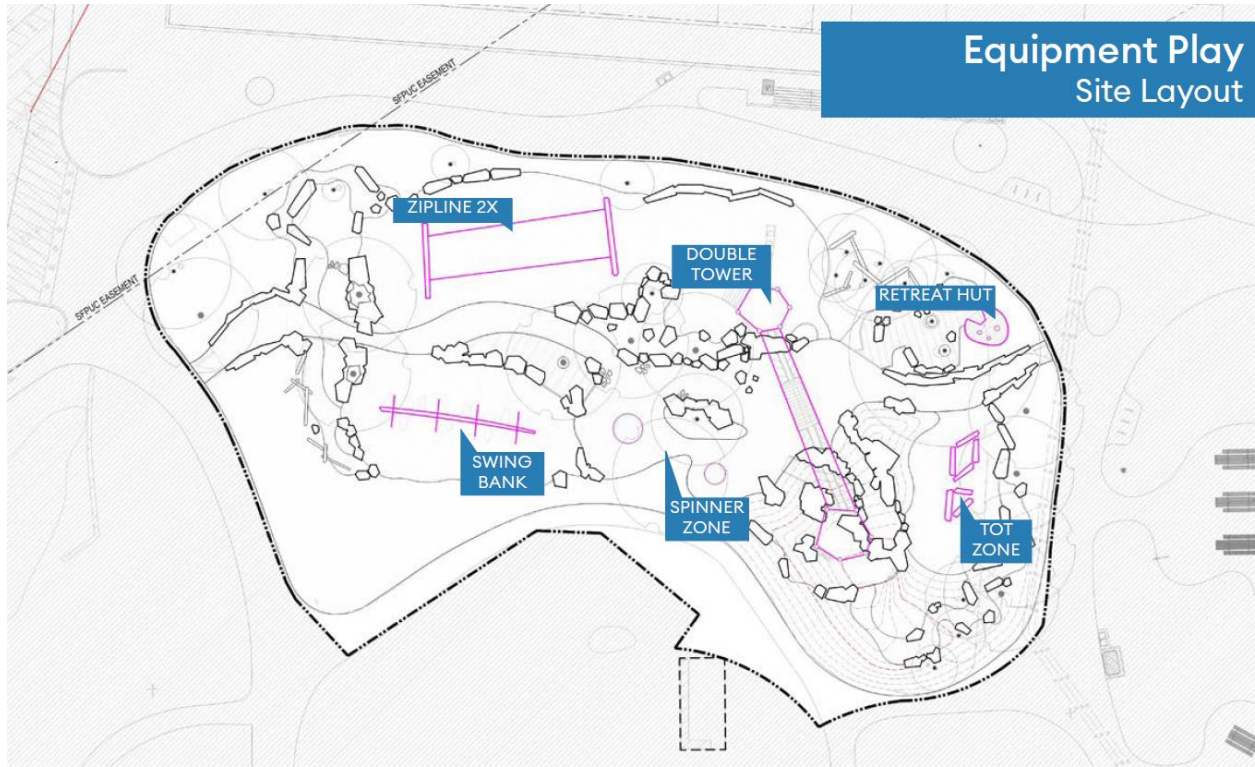 Equipment Play
Site Layout
SFPUC EASEMENT
ZIPLINE 2X
SFPUC EASEMENT
DOUBLE
TOWER
RETREAT HUT
SWING
BANK
SPINNER
ZONE
TOT
ZONE